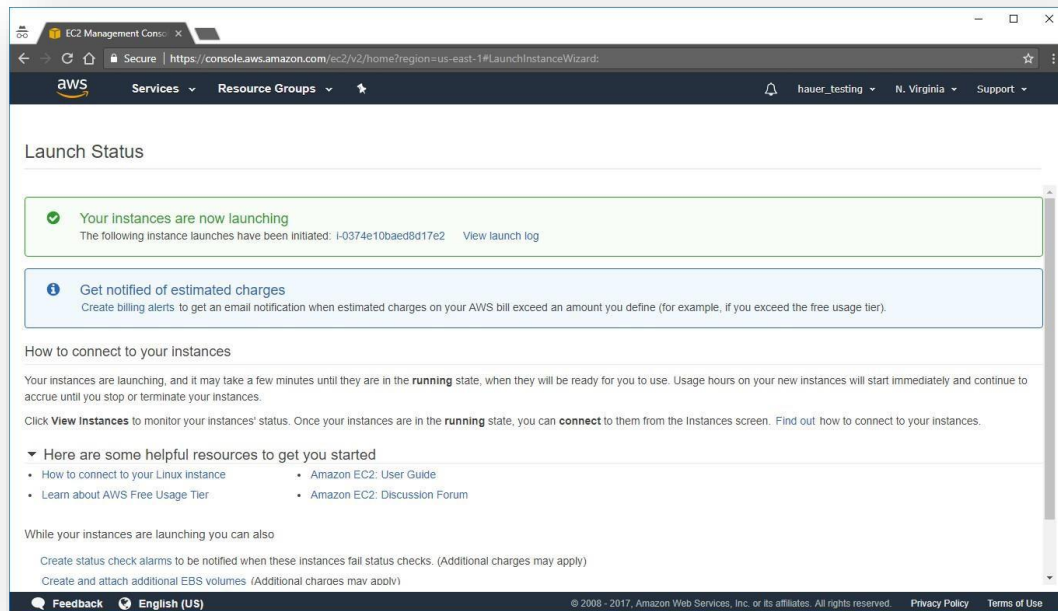 EC2 Management Conso
Secure | https://console.aws.amazon.com/ec2/v2/home?region=us-east-1#LaunchInstanceWizard:
aws Services Resource Groups hauer_testing N. Virginia Support
Launch Status
Your instances are now launching
The following instance launches have been initiated: i-0374e10baed8d17e2 View launch log
Get notified of estimated charges
Create billing alerts to get an email notification when estimated charges on your AWS bill exceed an amount you define (for example, if you exceed the free usage tier).
How to connect to your instances
Your instances are launching, and it may take a few minutes until they are in the running state, when they will be ready for you to use. Usage hours on your new instances will start immediately and continue to
accrue until you stop or terminate your instances.
Click View Instances to monitor your instances' status. Once your instances are in the running state, you can connect to them from the Instances screen. Find out how to connect to your instances.
Here are some helpful resources to get you started
• How to connect to your Linux instance • Amazon EC2: User Guide
• Learn about AWS Free Usage Tier • Amazon EC2: Discussion Forum
While your instances are launching you can also
Create status check alarms to be notified when these instances fail status checks. (Additional charges may apply)
Create and attach additional EBS volumes (Additional charges may apply)
Feedback English (US) © 2008 - 2017, Amazon Web Services, Inc. or its affiliates. All rights reserved. Privacy Policy Terms of Use